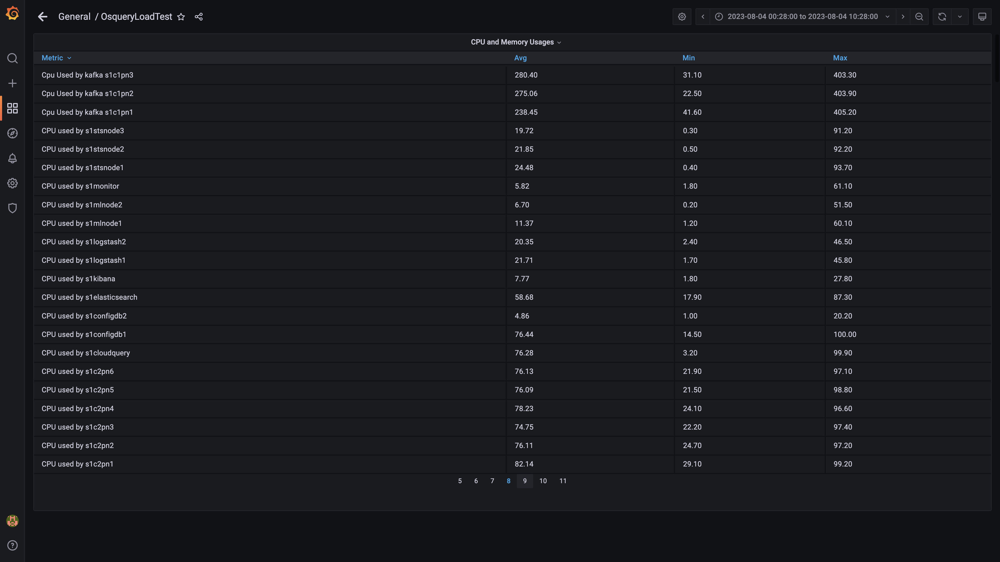 General / OsqueryLoadTest
2023-08-04 00:28:00 to 2023-08-04 10:28:00
CPU and Memory Usages
Metric Avg Min Max
Cpu Used by kafka s1c1pn3 280.40 31.10 403.30
Cpu Used by kafka s1c1pn2 275.06 22.50 403.90
Cpu Used by kafka s1c1pn1 238.45 41.60 405.20
CPU used by s1stsnode3 19.72 0.30 91.20
CPU used by s1stsnode2 21.85 0.50 92.20
CPU used by s1stsnode1 24.48 0.40 93.70
CPU used by s1monitor 5.82 1.80 61.10
CPU used by s1mlnode2 6.70 0.20 51.50
CPU used by s1mlnode1 11.37 1.20 60.10
CPU used by s1logstash2 20.35 2.40 46.50
CPU used by s1logstash1 21.71 1.70 45.80
CPU used by s1kibana 7.77 1.80 27.80
CPU used by s1elasticsearch 58.68 17.90 87.30
CPU used by s1configdb2 4.86 1.00 20.20
CPU used by s1configdb1 76.44 14.50 100.00
CPU used by s1cloudquery 76.28 3.20 99.90
CPU used by s1c2pn6 76.13 21.90 97.10
CPU used by s1c2pn5 76.09 21.50 98.80
CPU used by s1c2pn4 78.23 24.10 96.60
CPU used by s1c2pn3 74.75 22.20 97.40
CPU used by s1c2pn2 76.11 24.70 97.20
CPU used by s1c2pn1 82.14 29.10 99.20
5 6 7 8 9 10 11